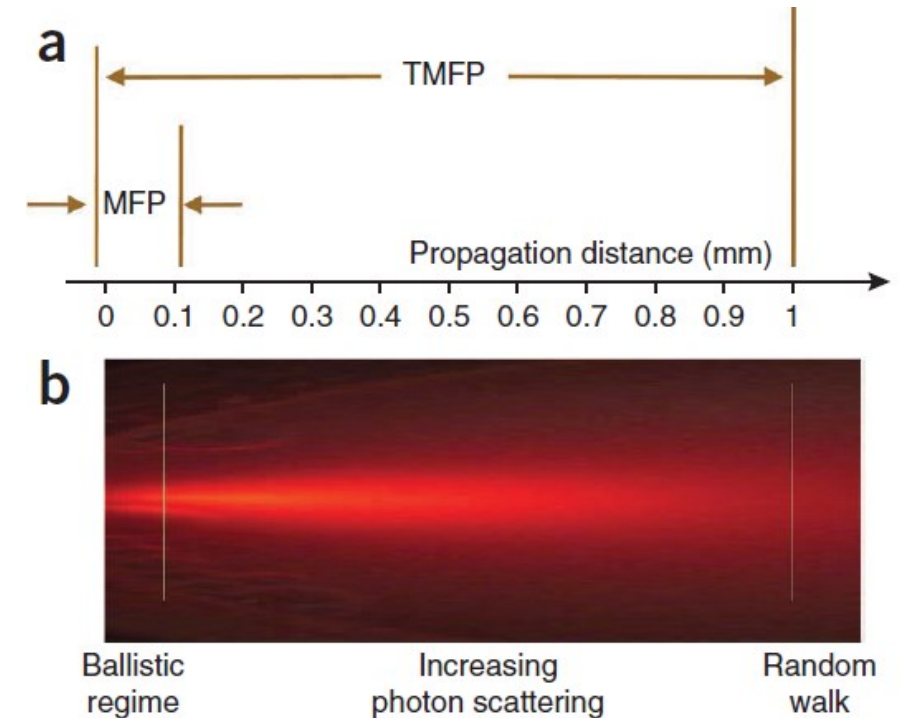 a
TMFP
MFP
Propagation distance (mm)
0 0.1 0.2 0.3 0.4 0.5 0.6 0.7 0.8 0.9 1
b
Ballistic
regime
Increasing
photon scattering
Random
walk